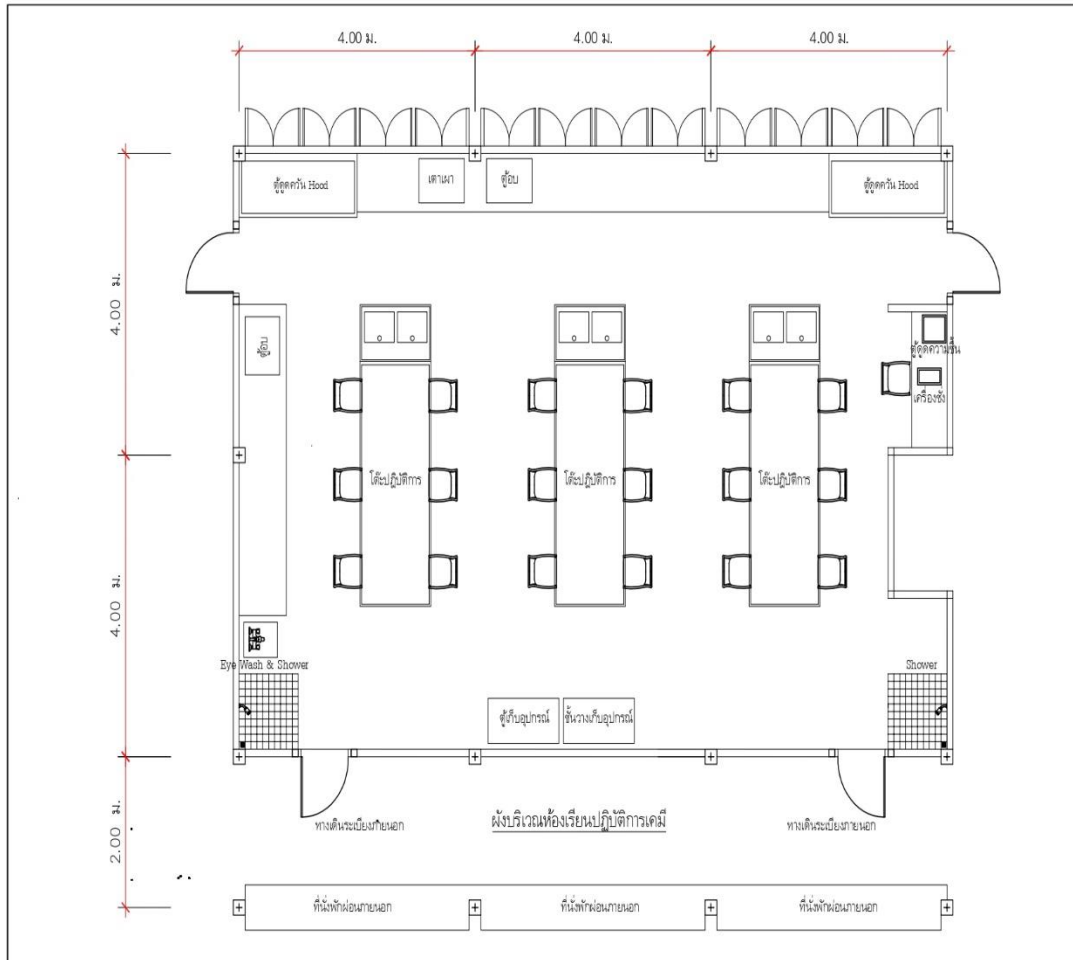 4.00 ม. 4.00 ม. 4.00 ม.
ตู้ดูดควัน Hood
เตาเผา
ตู้อบ
ตู้ดูดควัน Hood
4.00 ม.
ตู้อบ
ตู้ดูดความชื้น
เครื่องชั่ง
โต๊ะปฏิบัติการ
โต๊ะปฏิบัติการ
โต๊ะปฏิบัติการ
4.00 ม.
Eye Wash & Shower
Shower
ตู้เก็บอุปกรณ์
ชั้นวางเก็บอุปกรณ์
2.00 ม.
ทางเดินระเบียงภายนอก
ผังบริเวณห้องเรียนปฏิบัติการเคมี
ทางเดินระเบียงภายนอก
ที่นั่งพักผ่อนภายนอก
ที่นั่งพักผ่อนภายนอก
ที่นั่งพักผ่อนภายนอก